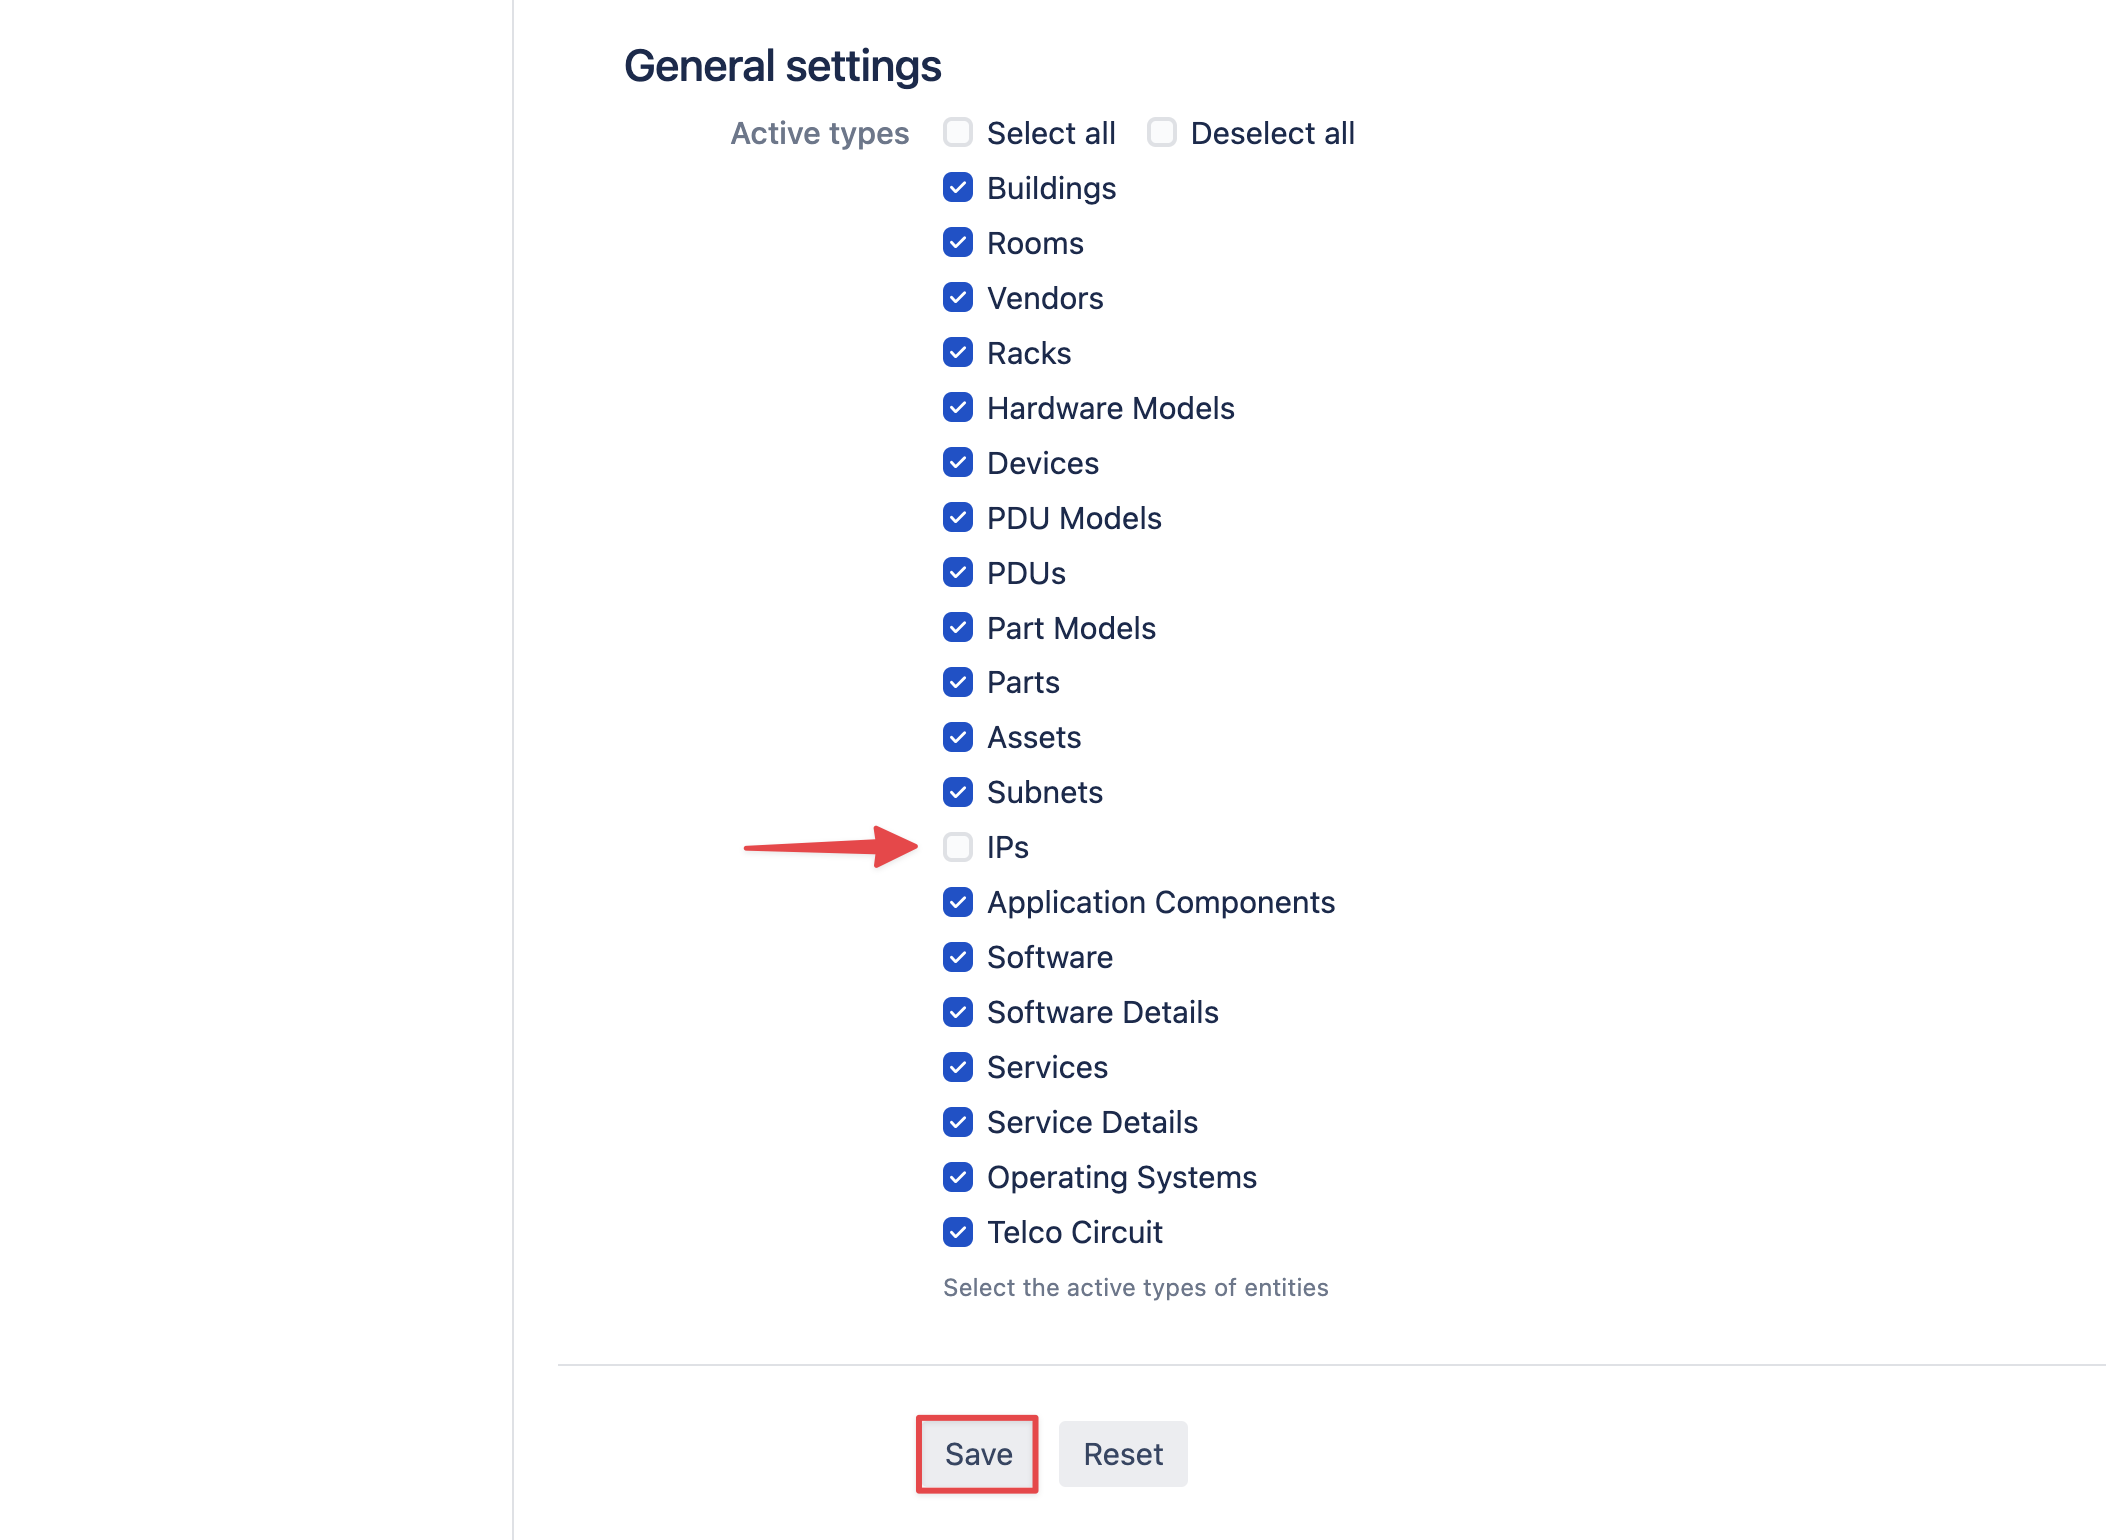 General settings
Active types Select all Deselect all
Buildings
Rooms
Vendors
Racks
Hardware Models
Devices
PDU Models
PDUs
Part Models
Parts
Assets
Subnets
IPs
Application Components
Software
Software Details
Services
Service Details
Operating Systems
Telco Circuit
Select the active types of entities
Save Reset